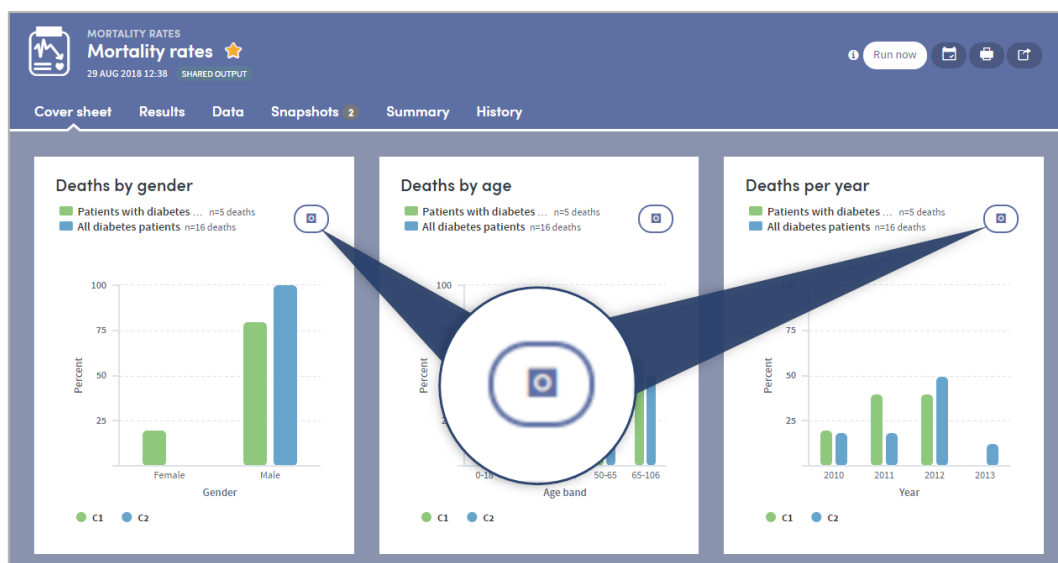 MORTALITY RATES
Mortality rates
29 AUG 2018 12:38 SHARED OUTPUT
Run now
Cover sheet Results Data Snapshots 2 Summary History
Deaths by gender
Patients with diabetes ... n=5 deaths
All diabetes patients n=16 deaths
100
75
50
25
Percent
Female Male
Gender
C1 C2
Deaths by age
Patients with diabetes ... n=5 deaths
All diabetes patients n=16 deaths
100
Percent
50-65 65-106
Age band
C1 C2
Deaths per year
Patients with diabetes ... n=5 deaths
All diabetes patients n=16 deaths
75
50
25
Percent
2010 2011 2012 2013
Year
C1 C2